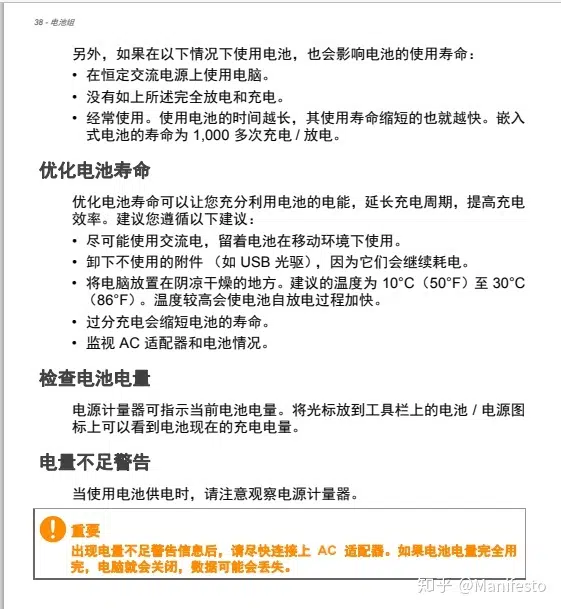 38 - 电池组
另外，如果在以下情况下使用电池，也会影响电池的使用寿命：
• 在恒定交流电源上使用电脑。
• 没有如上所述完全放电和充电。
• 经常使用。使用电池的时间越长，其使用寿命缩短的也就越快。嵌入
式电池的寿命为 1,000 多次充电 / 放电。
优化电池寿命
优化电池寿命可以让您充分利用电池的电能，延长充电周期，提高充电
效率。建议您遵循以下建议：
• 尽可能使用交流电，留着电池在移动环境下使用。
• 卸下不使用的附件 （如 USB 光驱），因为它们会继续耗电。
• 将电脑放置在阴凉干燥的地方。建议的温度为 10°C（50°F）至 30°C
（86°F）。温度较高会使电池自放电过程加快。
• 过分充电会缩短电池的寿命。
• 监视 AC 适配器和电池情况。
检查电池电量
电源计量器可指示当前电池电量。将光标放到工具栏上的电池 / 电源图
标上可以看到电池现在的充电电量。
电量不足警告
当使用电池供电时，请注意观察电源计量器。
重要
出现电量不足警告信息后，请尽快连接上 AC 适配器。如果电池电量完全用
完，电脑就会关闭，数据可能会丢失。
知乎 @Manifesto